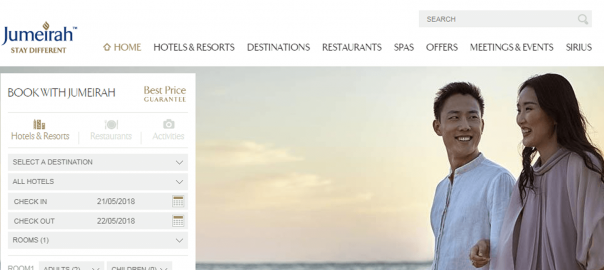 SEARCH
Jumeirah™
STAY DIFFERENT
HOME HOTELS & RESORTS DESTINATIONS RESTAURANTS SPAS OFFERS MEETINGS & EVENTS SIRIUS
BOOK WITH JUMEIRAH
Best Price
GUARANTEE
Hotels & Resorts Restaurants Activities
SELECT A DESTINATION
ALL HOTELS
CHECK IN 21/05/2018
CHECK OUT 22/05/2018
ROOMS (1)
ROOM1 ADULTS (2) CHILDREN (0)